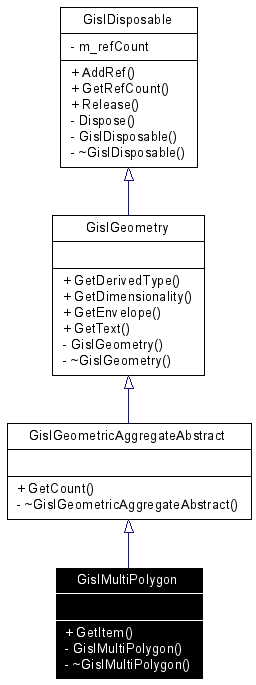 GisIDisposable
- m_refCount
+ AddRef()
+ GetRefCount()
+ Release()
- Dispose()
- GisIDisposable()
- ~GisIDisposable()
GisIGeometry
+ GetDerivedType()
+ GetDimensionality()
+ GetEnvelope()
+ GetText()
- GisIGeometry()
- ~GisIGeometry()
GisIGeometricAggregateAbstract
+ GetCount()
- ~GisIGeometricAggregateAbstract()
GisIMultiPolygon
+ GetItem()
- GisIMultiPolygon()
- ~GisIMultiPolygon()